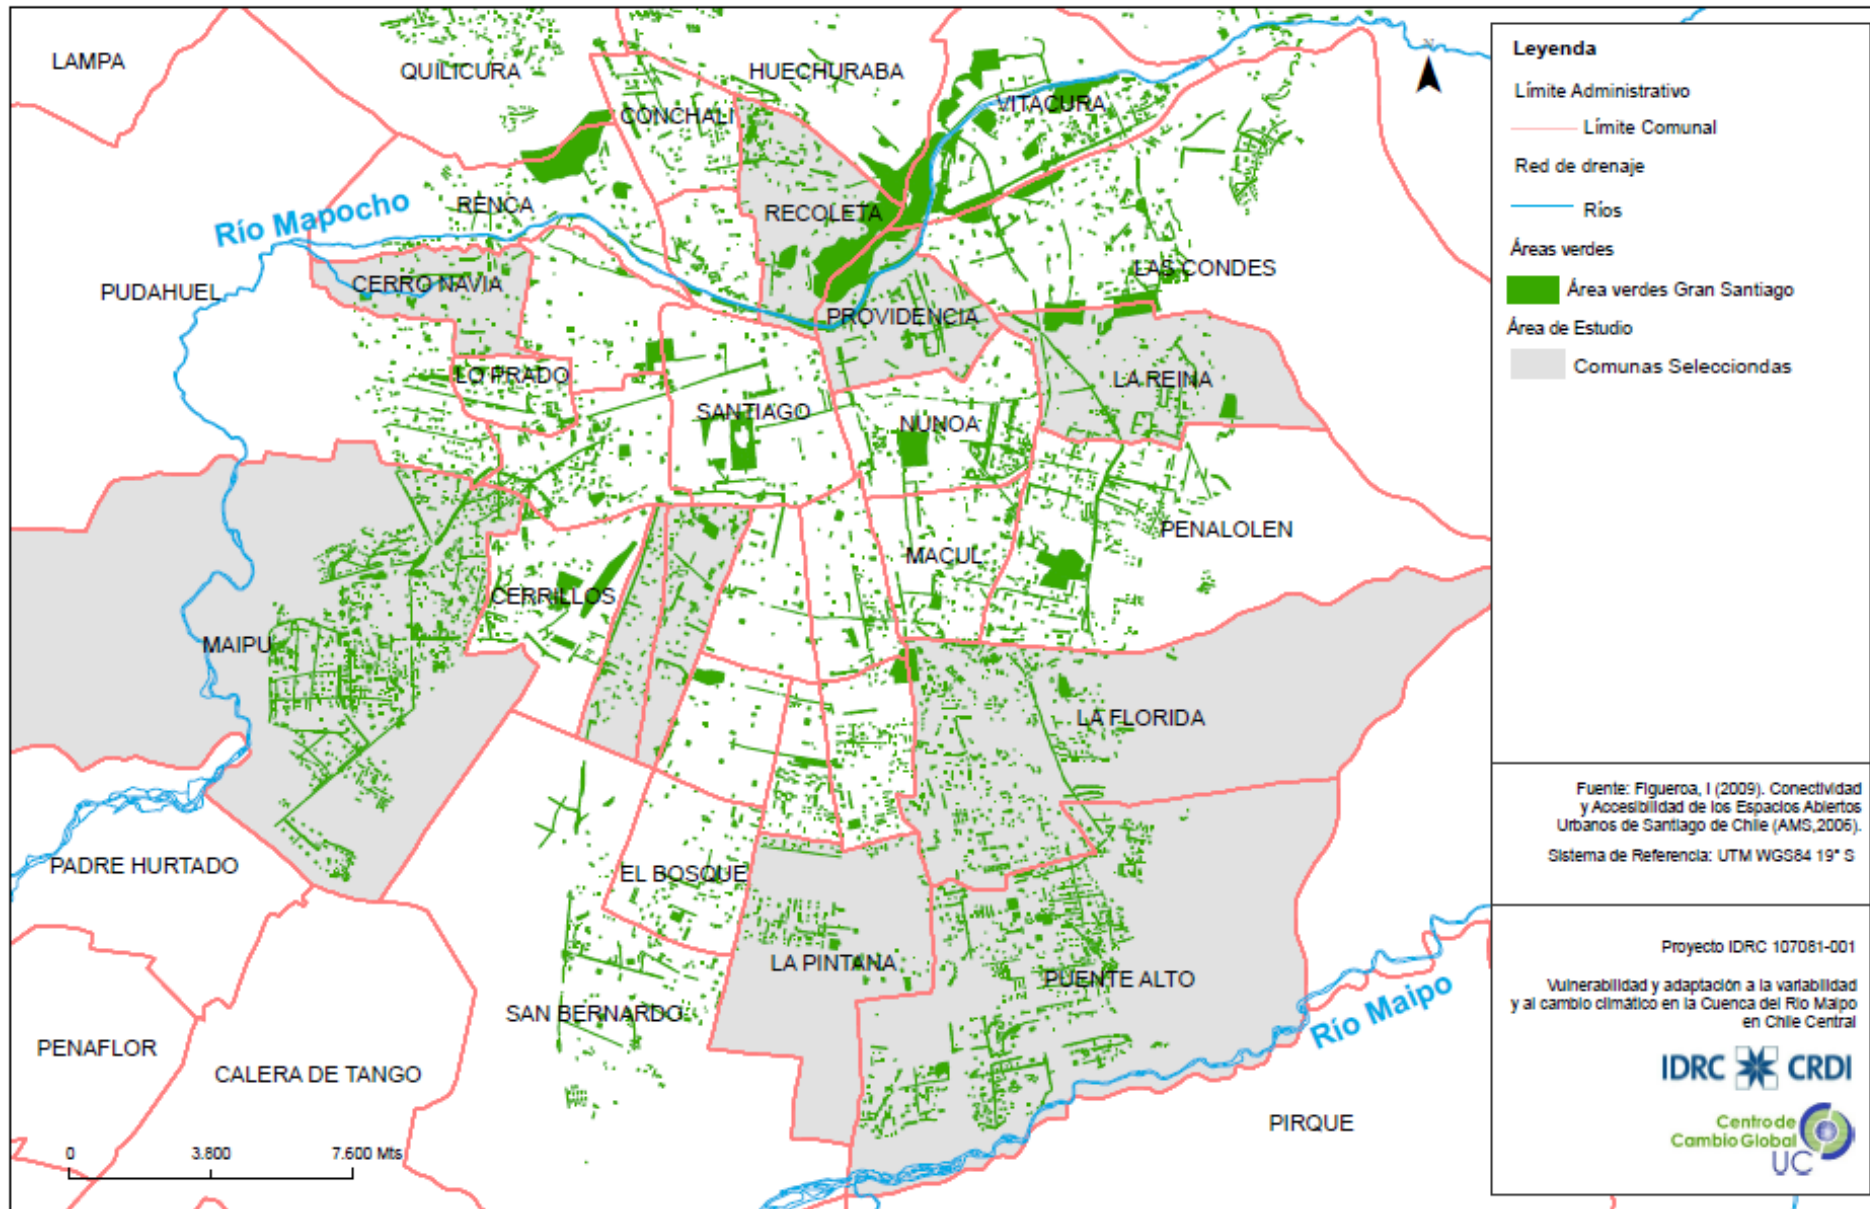 LAMPA
QUILICURA
HUECHURABA
CONCHALI
VITACURA
RENCA
RECOLETA
Río Mapocho
CERRO NAVIA
PUDAHUEL
LAS CONDES
PROVIDENCIA
LO PRADO
LA REINA
SANTIAGO
NUNOA
PENALOLEN
MACUL
CERRILLOS
MAIPU
LA FLORIDA
PADRE HURTADO
EL BOSQUE
LA PINTANA
PUENTE ALTO
SAN BERNARDO
Río Maipo
PENAFLOR
CALERA DE TANGO
PIRQUE
0 3.800 7.600 Mts
Leyenda
Límite Administrativo
Límite Comunal
Red de drenaje
Ríos
Áreas verdes
Área verdes Gran Santiago
Área de Estudio
Comunas Selecciondas
Fuente: Figueroa, I (2009). Conectividad
y Accesibilidad de los Espacios Abiertos
Urbanos de Santiago de Chile (AMS,2006).
Sistema de Referencia: UTM WGS84 19° S
Proyecto IDRC 107081-001
Vulnerabilidad y adaptación a la variabilidad
y al cambio climático en la Cuenca del Río Maipo
en Chile Central
IDRC CRDI
Centro de
Cambio Global
UC